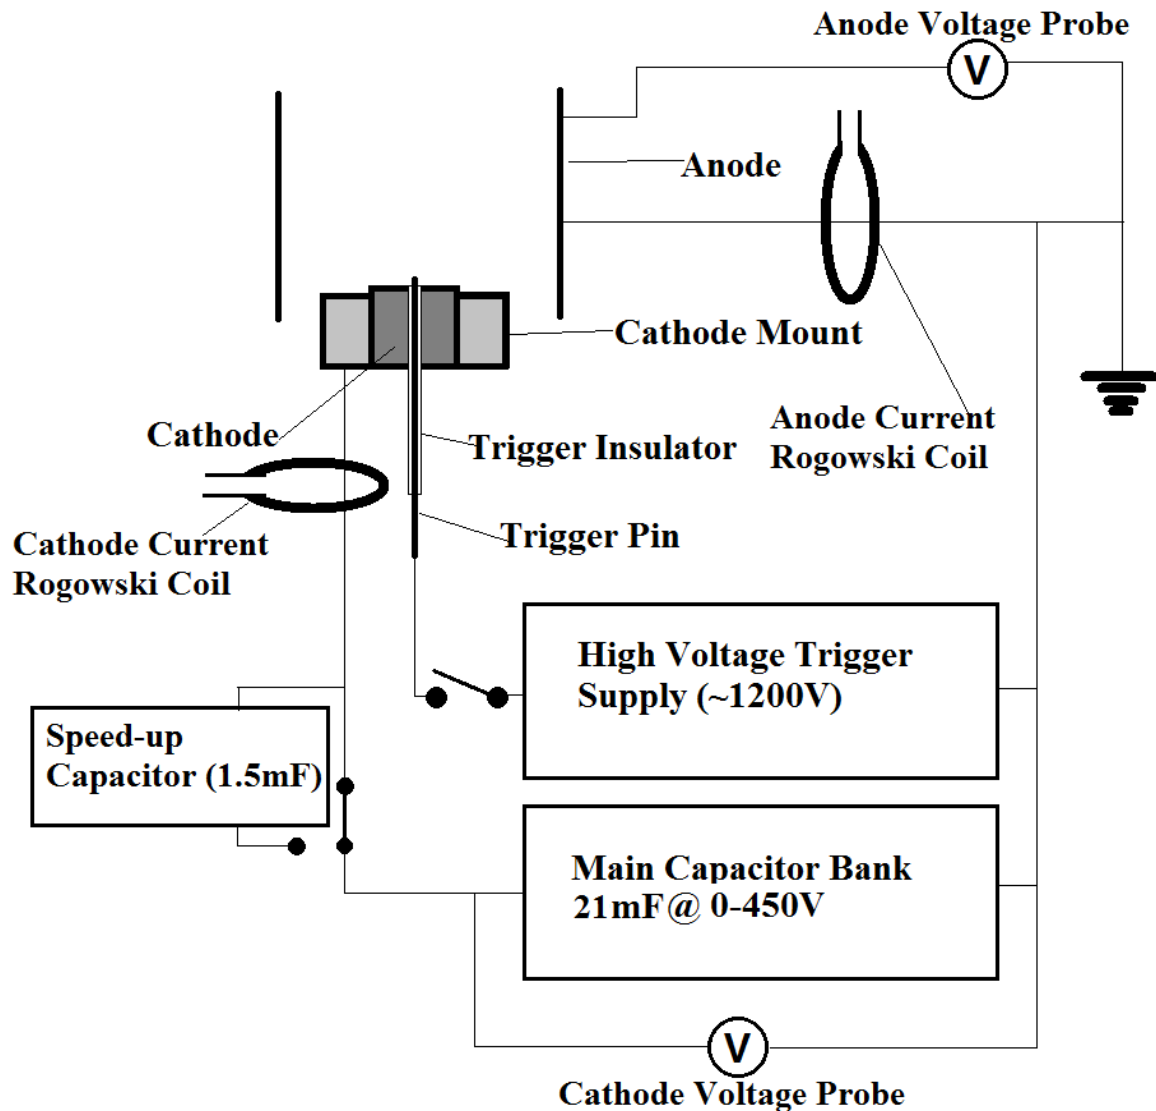 Anode Voltage Probe
V
Anode
Cathode Mount
Anode Current
Rogowski Coil
Cathode
Trigger Insulator
Trigger Pin
Cathode Current
Rogowski Coil
High Voltage Trigger
Supply (~1200V)
Speed-up
Capacitor (1.5mF)
Main Capacitor Bank
21mF@ 0-450V
V
Cathode Voltage Probe